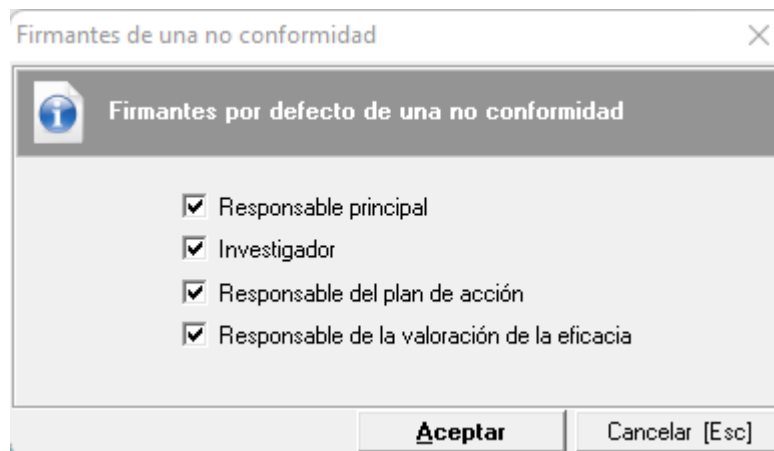 Firmantes de una no conformidad
Firmantes por defecto de una no conformidad
Responsable principal
Investigador
Responsable del plan de acción
Responsable de la valoración de la eficacia
Aceptar
Cancelar [Esc]